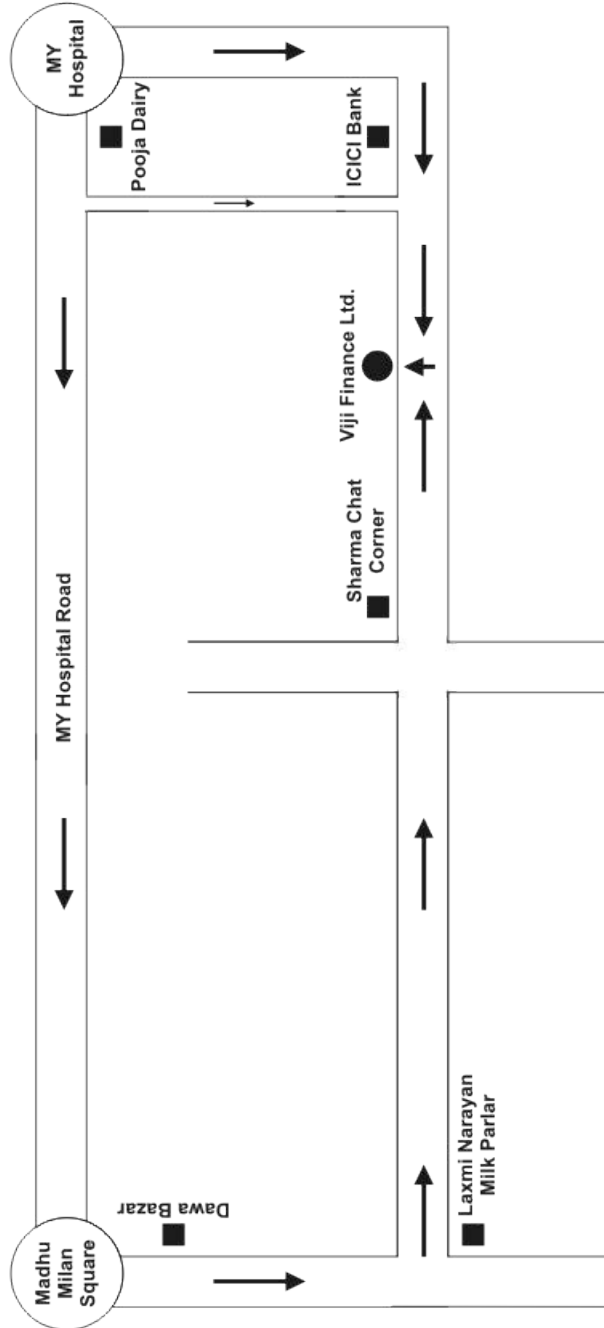 MY
Hospital
Pooja Dairy
ICICI Bank
Viji Finance Ltd.
Sharma Chat
Corner
MY Hospital Road
Madhu
Milan
Square
Dawa Bazar
Laxmi Narayan
Milk Parlar